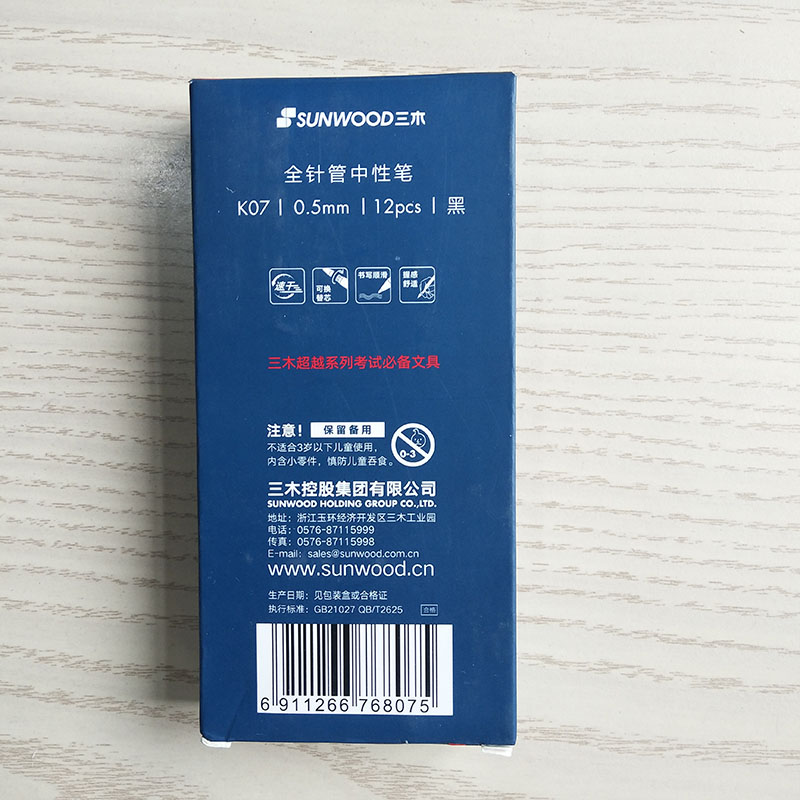 SUNWOOD三木
全针管中性笔
K07 | 0.5mm | 12pcs | 黑
速干
可换
替芯
书写顺滑
握感
舒适
三木超越系列考试必备文具
注意! 保留备用
不适合3岁以下儿童使用,
内含小零件,慎防儿童吞食。
0-3
三木控股集团有限公司
SUNWOOD HOLDING GROUP CO.,LTD.
地址:浙江玉环经济开发区三木工业园
电话:0576-87115999
传真:0576-87115998
E-mail: sales@sunwood.com.cn
www.sunwood.cn
生产日期:见包装盒或合格证
执行标准:GB21027 QB/T2625 合格
6 911266 768075